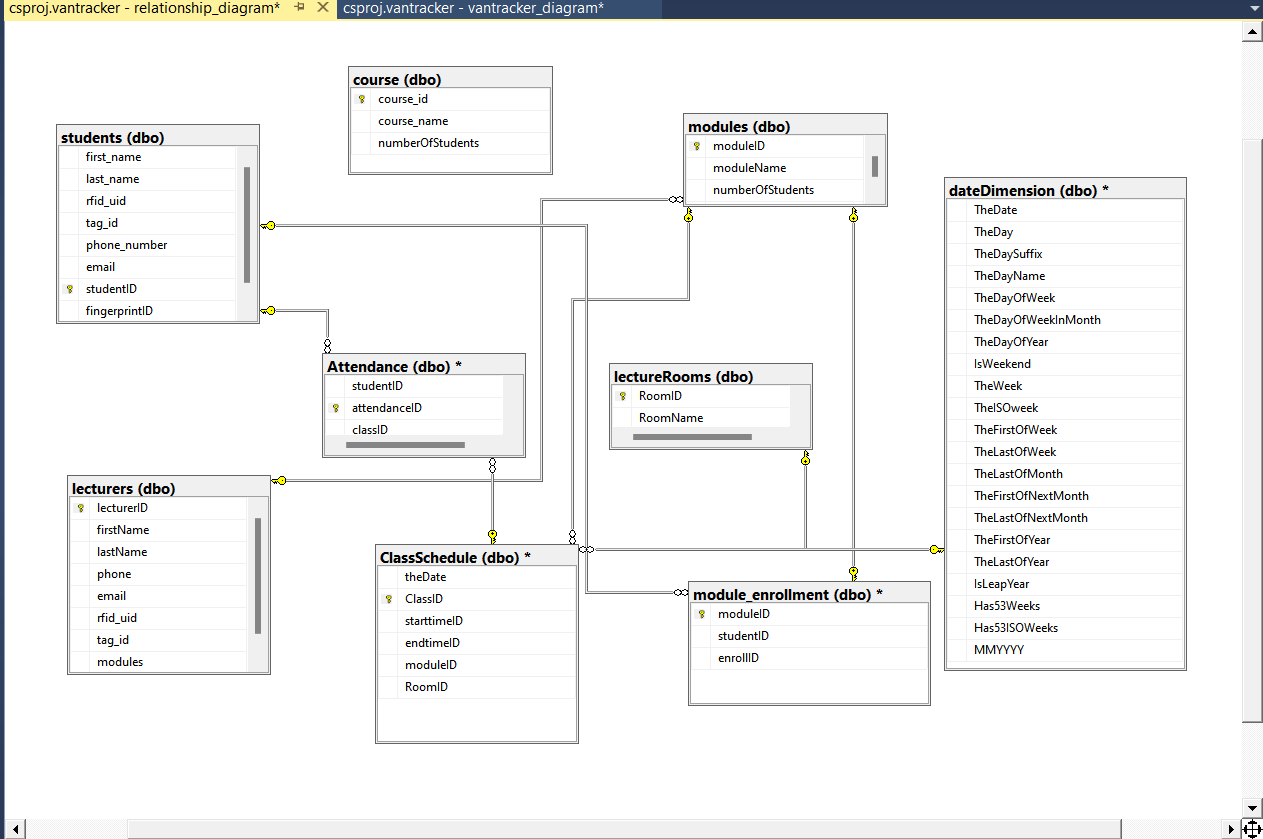 csproj.vantracker - relationship_diagram*
csproj.vantracker - vantracker_diagram*
course (dbo)
course_id
course_name
numberOfStudents
students (dbo)
first_name
last_name
rfid_uid
tag_id
phone_number
email
studentID
fingerprintID
modules (dbo)
moduleID
moduleName
numberOfStudents
dateDimension (dbo) *
TheDate
TheDay
TheDaySuffix
TheDayName
TheDayOfWeek
TheDayOfWeekInMonth
TheDayOfYear
IsWeekend
TheWeek
TheISOweek
TheFirstOfWeek
TheLastOfWeek
TheLastOfMonth
TheFirstOfNextMonth
TheLastOfNextMonth
TheFirstOfYear
TheLastOfYear
IsLeapYear
Has53Weeks
Has53ISOWeeks
MMYYYY
Attendance (dbo) *
studentID
attendanceID
classID
lectureRooms (dbo)
RoomID
RoomName
lecturers (dbo)
lecturerID
firstName
lastName
phone
email
rfid_uid
tag_id
modules
ClassSchedule (dbo) *
theDate
ClassID
starttimeID
endtimeID
moduleID
RoomID
module_enrollment (dbo) *
moduleID
studentID
enrollID